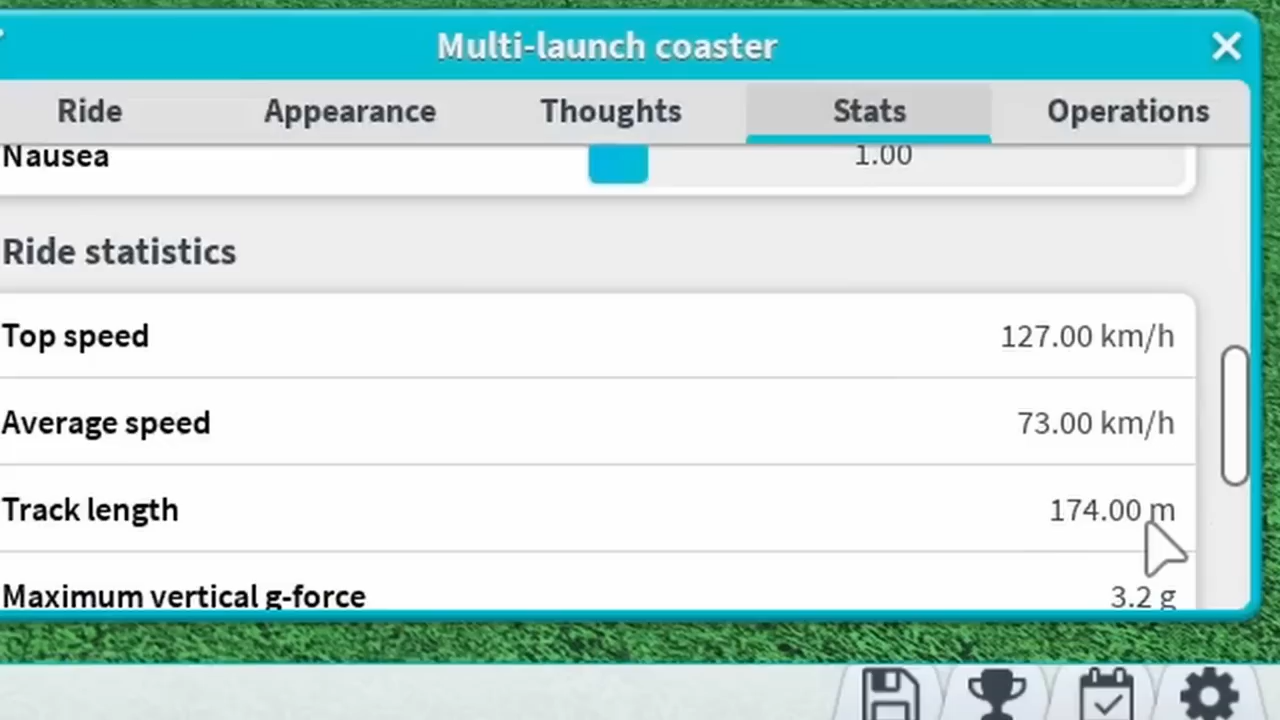 Multi-launch coaster
Ride Appearance Thoughts Stats Operations
Nausea 1.00
Ride statistics
Top speed 127.00 km/h
Average speed 73.00 km/h
Track length 174.00 m
Maximum vertical g-force 3.2 g